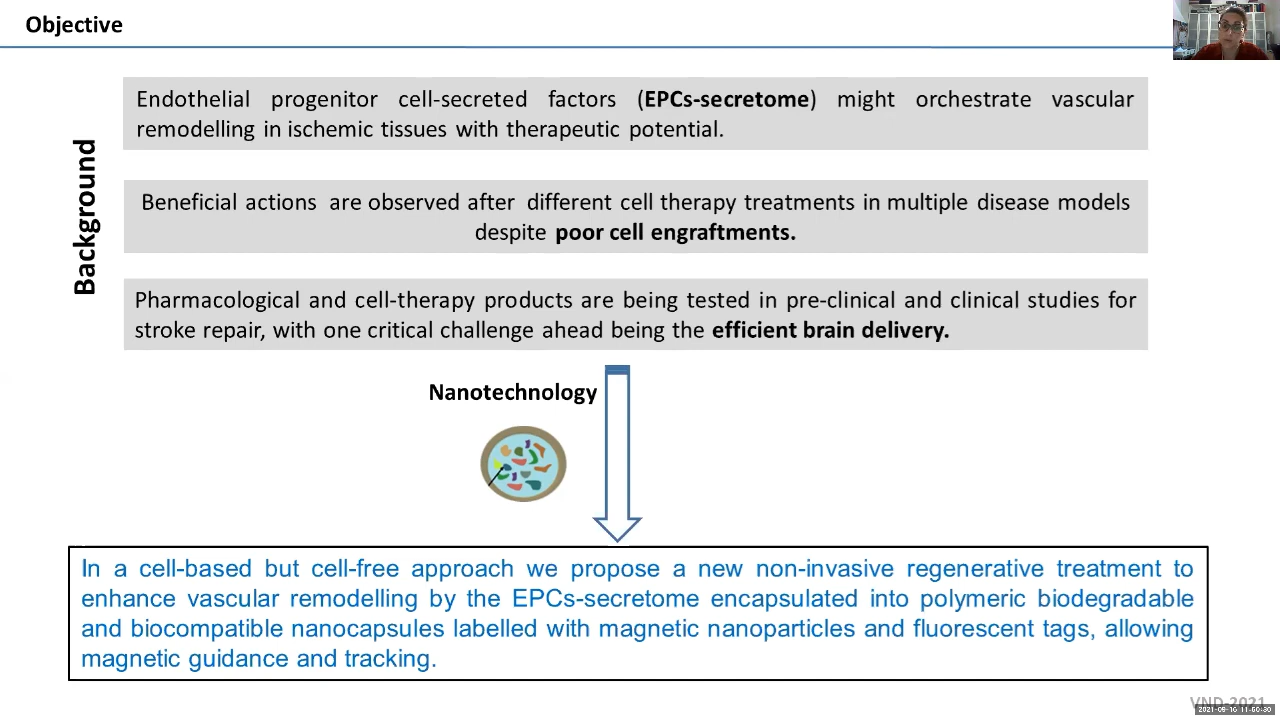 Objective
Background
Endothelial progenitor cell-secreted factors (EPCs-secretome) might orchestrate vascular
remodelling in ischemic tissues with therapeutic potential.
Beneficial actions are observed after different cell therapy treatments in multiple disease models
despite poor cell engraftments.
Pharmacological and cell-therapy products are being tested in pre-clinical and clinical studies for
stroke repair, with one critical challenge ahead being the efficient brain delivery.
Nanotechnology
In a cell-based but cell-free approach we propose a new non-invasive regenerative treatment to
enhance vascular remodelling by the EPCs-secretome encapsulated into polymeric biodegradable
and biocompatible nanocapsules labelled with magnetic nanoparticles and fluorescent tags, allowing
magnetic guidance and tracking.
VND-2021